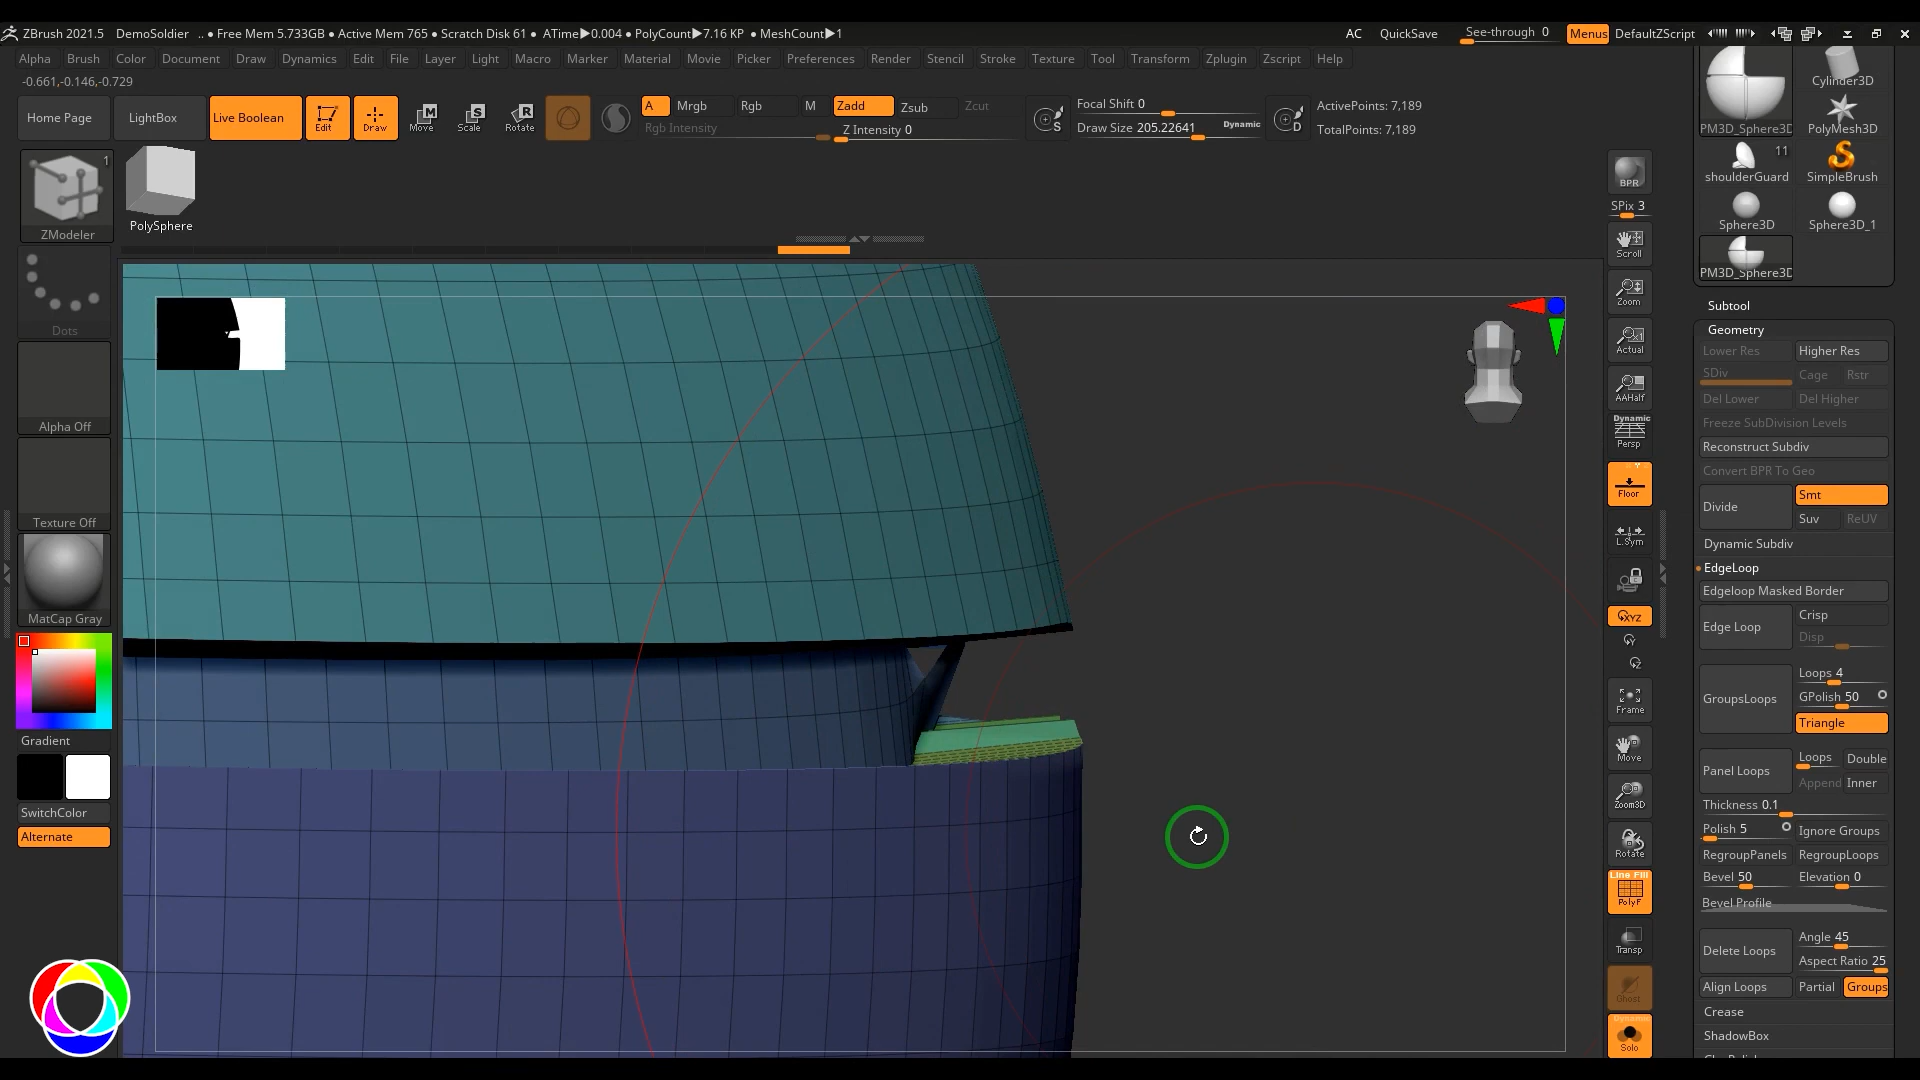 ZBrush 2021.5 DemoSoldier .. ● Free Mem 5.733GB ● Active Mem 765 ● Scratch Disk 61 ● ATime▶0.004 ● PolyCount▶7.16 KP ● MeshCount▶1 AC QuickSave See-through 0 Menus DefaultZScript
Alpha Brush Color Document Draw Dynamics Edit File Layer Light Macro Marker Material Movie Picker Preferences Render Stencil Stroke Texture Tool Transform Zplugin Zscript Help
-0.661,-0.146,-0.729
Home Page LightBox Live Boolean Edit Draw Move Scale Rotate
A Mrgb Rgb M Zadd Zsub Zcut
Rgb Intensity Z Intensity 0
S Focal Shift 0
Draw Size 205.22641 Dynamic D
ActivePoints: 7,189
TotalPoints: 7,189
1
ZModeler
PolySphere
Dots
Alpha Off
Texture Off
MatCap Gray
Gradient
SwitchColor
Alternate
BPR
SPix 3
Scroll
Zoom
Actual
AAHalf
Dynamic
Persp
Floor
L.Sym
XYZ
Y
Z
Frame
Move
Zoom3D
Rotate
Line Fill
PolyF
Transp
Ghost
Dynamic
Solo
PM3D_Sphere3D
Cylinder3D
PolyMesh3D
11
shoulderGuard SimpleBrush
Sphere3D Sphere3D_1
PM3D_Sphere3D
Subtool
Geometry
Lower Res Higher Res
SDiv Cage Rstr
Del Lower Del Higher
Freeze SubDivision Levels
Reconstruct Subdiv
Convert BPR To Geo
Divide Smt
Suv ReUV
Dynamic Subdiv
EdgeLoop
Edgeloop Masked Border
Edge Loop Crisp
Disp
GroupsLoops Loops 4
GPolish 50
Triangle
Panel Loops Loops Double
Append Inner
Thickness 0.1
Polish 5 Ignore Groups
RegroupPanels RegroupLoops
Bevel 50 Elevation 0
Bevel Profile
Delete Loops Angle 45
Aspect Ratio 25
Align Loops Partial Groups
Crease
ShadowBox